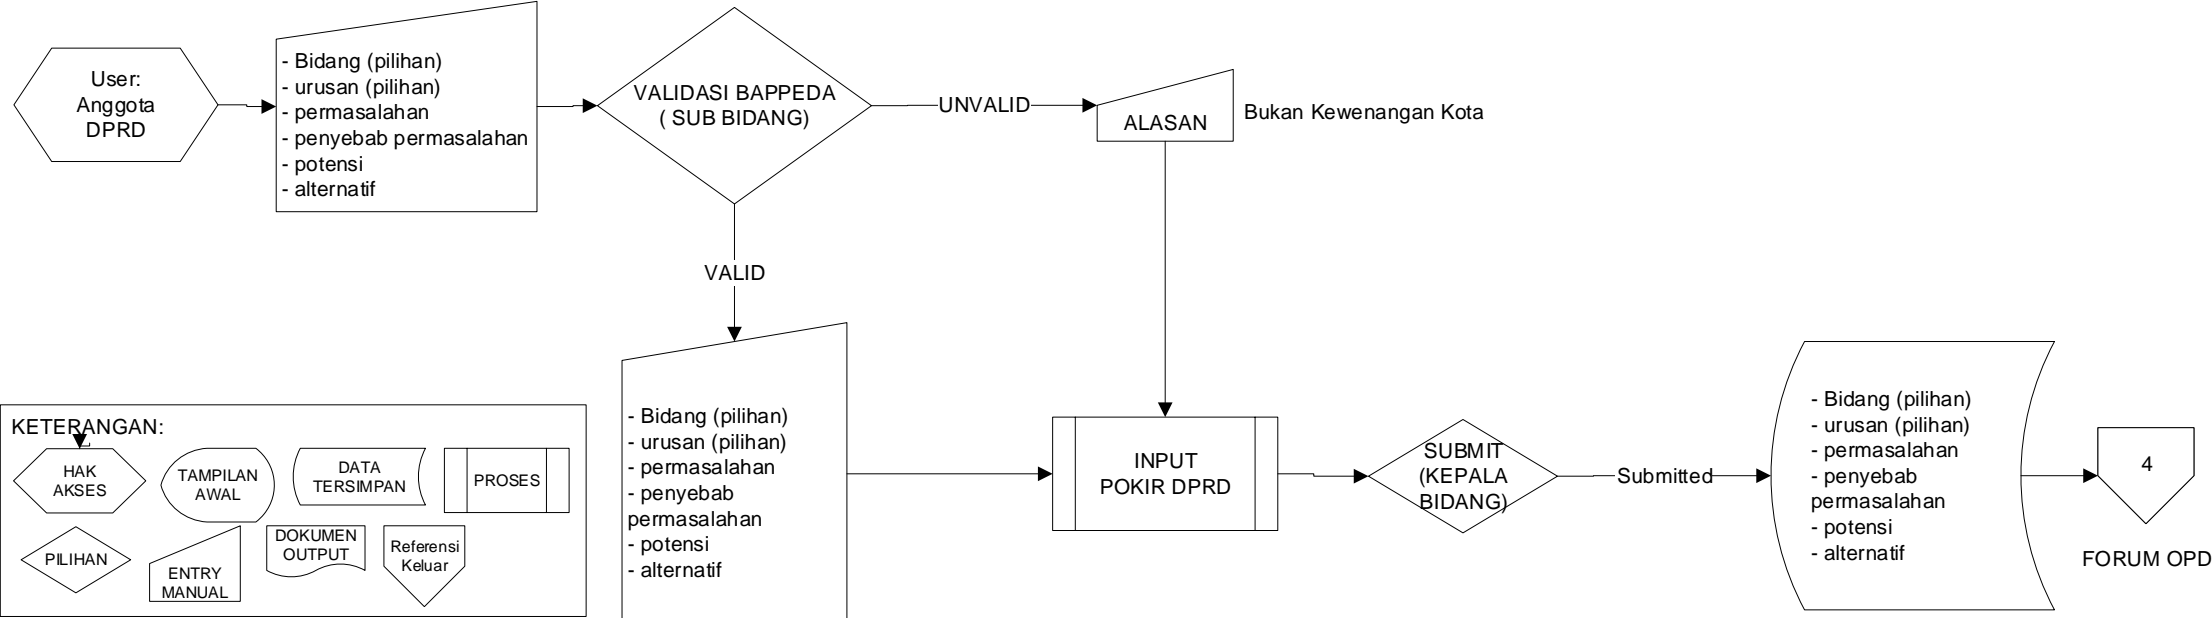 User:
Anggota
DPRD
- Bidang (pilihan)
- urusan (pilihan)
- permasalahan
- penyebab permasalahan
- potensi
- alternatif
VALIDASI BAPPEDA
( SUB BIDANG)
UNVALID
ALASAN
Bukan Kewenangan Kota
VALID
- Bidang (pilihan)
- urusan (pilihan)
- permasalahan
- penyebab
permasalahan
- potensi
- alternatif
INPUT
POKIR DPRD
SUBMIT
(KEPALA
BIDANG)
Submitted
- Bidang (pilihan)
- urusan (pilihan)
- permasalahan
- penyebab
permasalahan
- potensi
- alternatif
4
FORUM OPD
KETERANGAN:
HAK
AKSES
TAMPILAN
AWAL
DATA
TERSIMPAN
PROSES
PILIHAN
ENTRY
MANUAL
DOKUMEN
OUTPUT
Referensi
Keluar